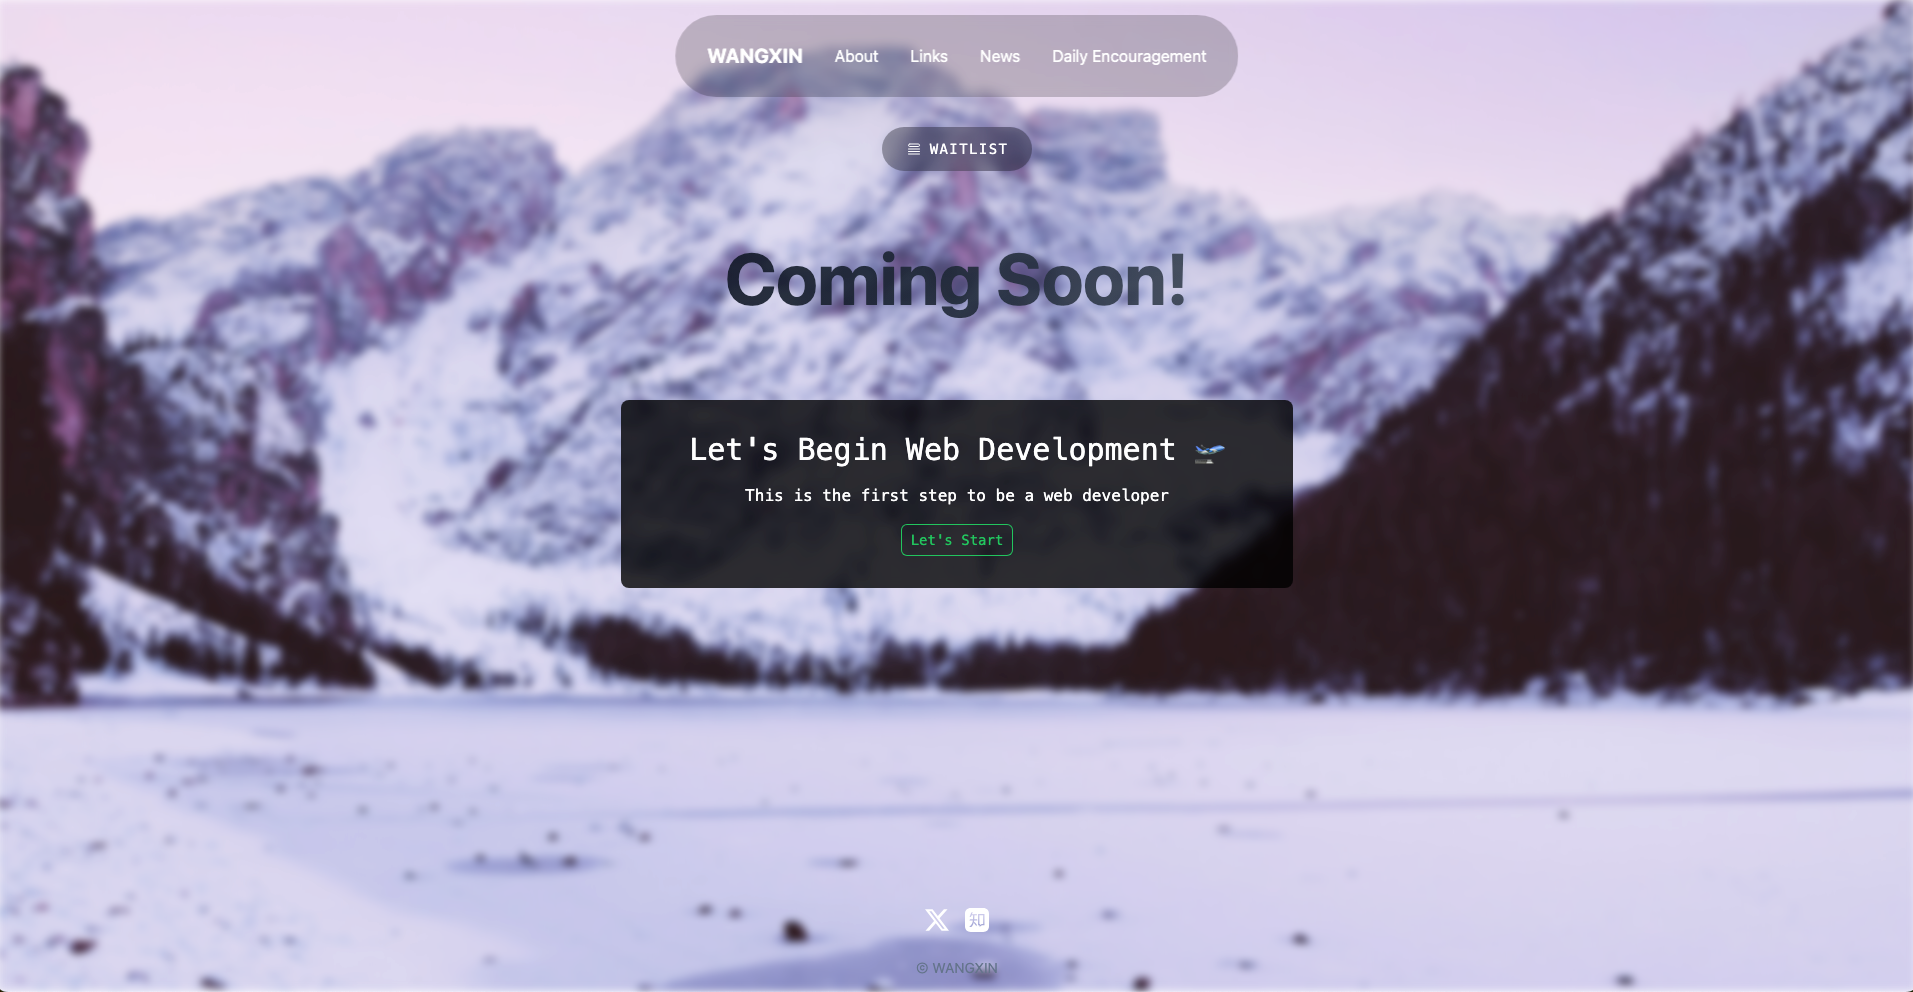 WANGXIN About Links News Daily Encouragement
WAITLIST
Coming Soon!
Let's Begin Web Development 🛫
This is the first step to be a web developer
Let's Start
知
© WANGXIN